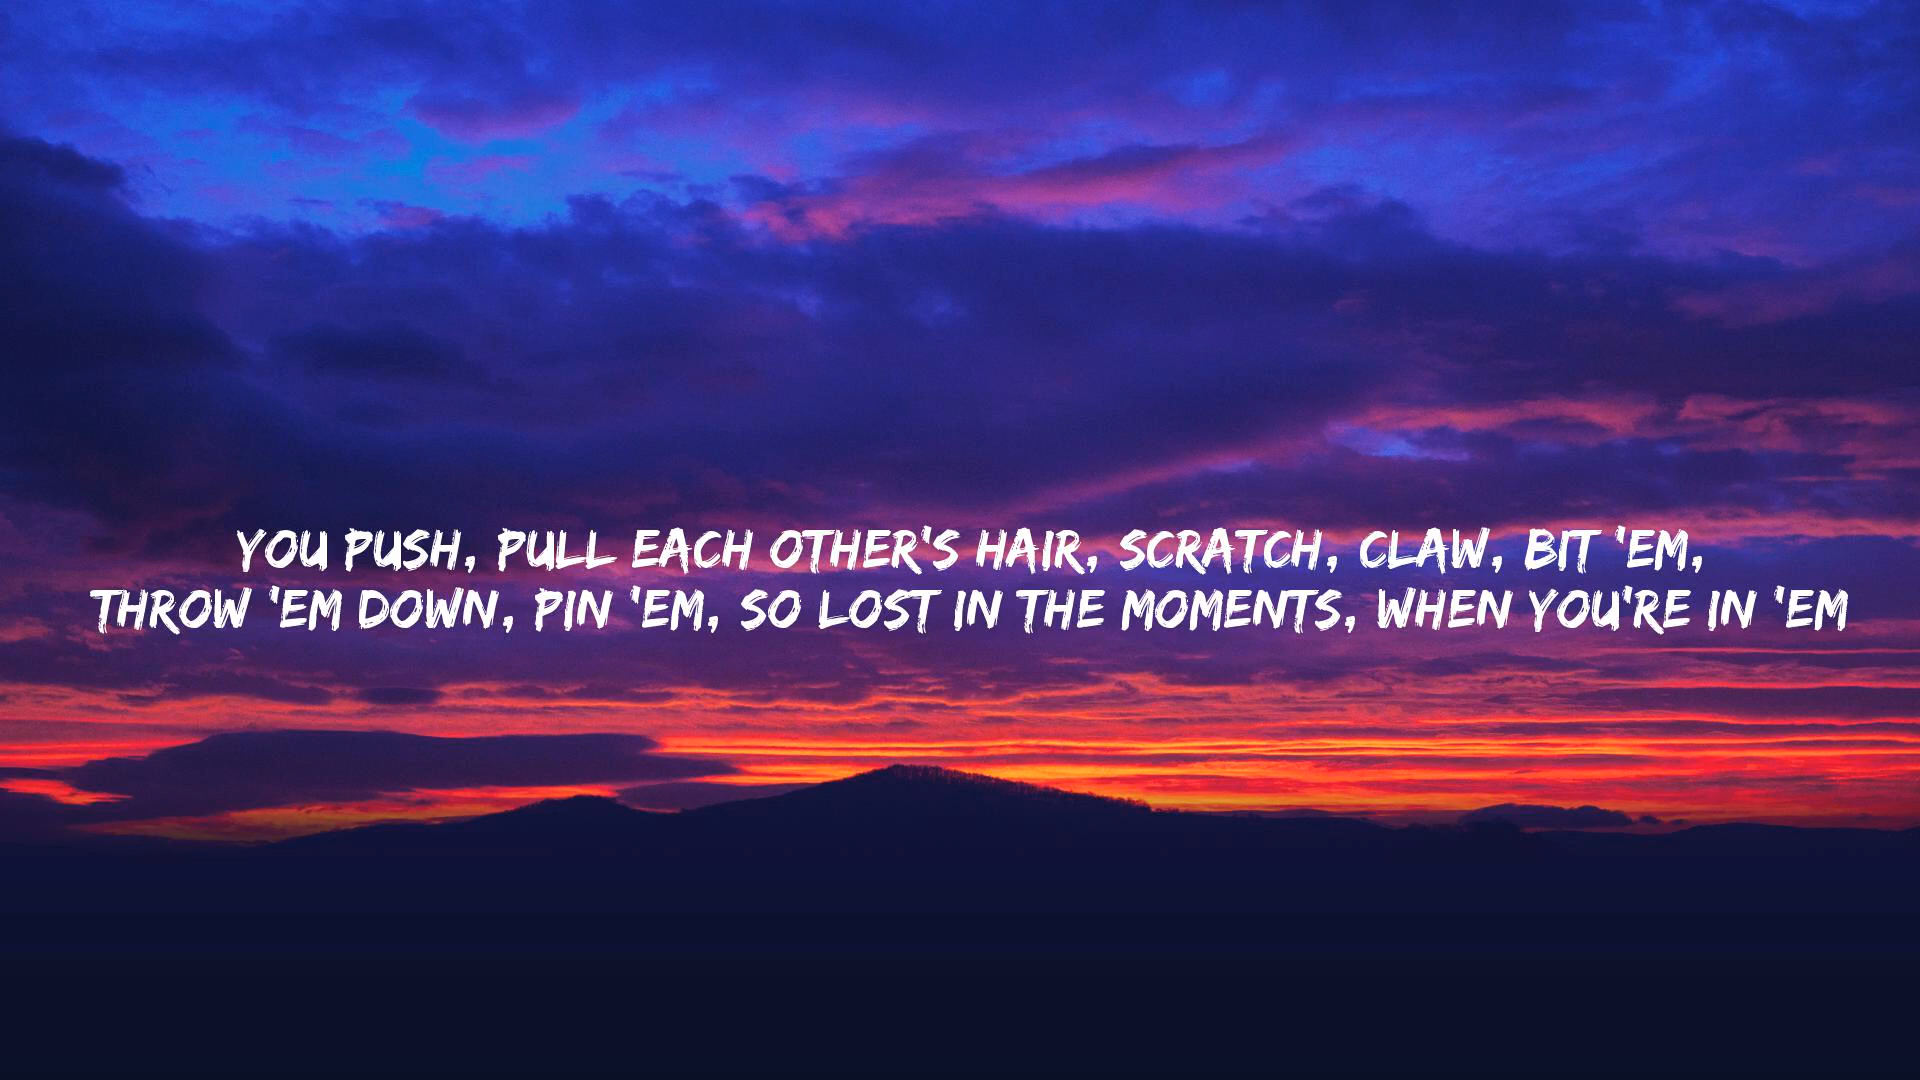 YOU PUSH, PULL EACH OTHER'S HAIR, SCRATCH, CLAW, BIT 'EM,
THROW 'EM DOWN, PIN 'EM, SO LOST IN THE MOMENTS, WHEN YOU'RE IN 'EM